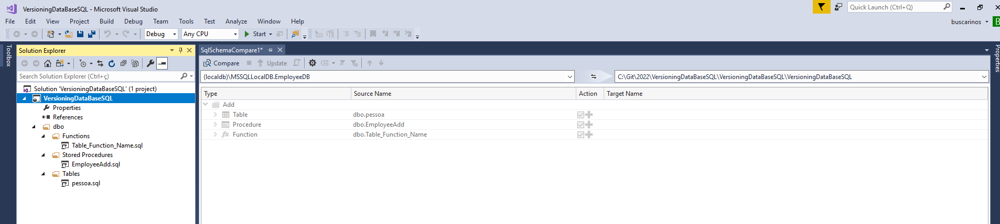 VersioningDataBaseSQL - Microsoft Visual Studio
Quick Launch (Ctrl+Q)
File Edit View Project Build Debug Team Tools Test Analyze Window Help
buscarinos
B
Debug Any CPU Start
Toolbox
Solution Explorer
SqlSchemaCompare1*
Properties
Compare Update
Search Solution Explorer (Ctrl+ç)
(localdb)\MSSQLLocalDB.EmployeeDB
C:\Git\2022\VersioningDataBaseSQL\VersioningDataBaseSQL\VersioningDataBaseSQL
Solution 'VersioningDataBaseSQL' (1 project)
VersioningDataBaseSQL
Properties
References
dbo
Functions
Table_Function_Name.sql
Stored Procedures
EmployeeAdd.sql
Tables
pessoa.sql
Type Source Name Action Target Name
Add
Table dbo.pessoa
Procedure dbo.EmployeeAdd
fx Function dbo.Table_Function_Name